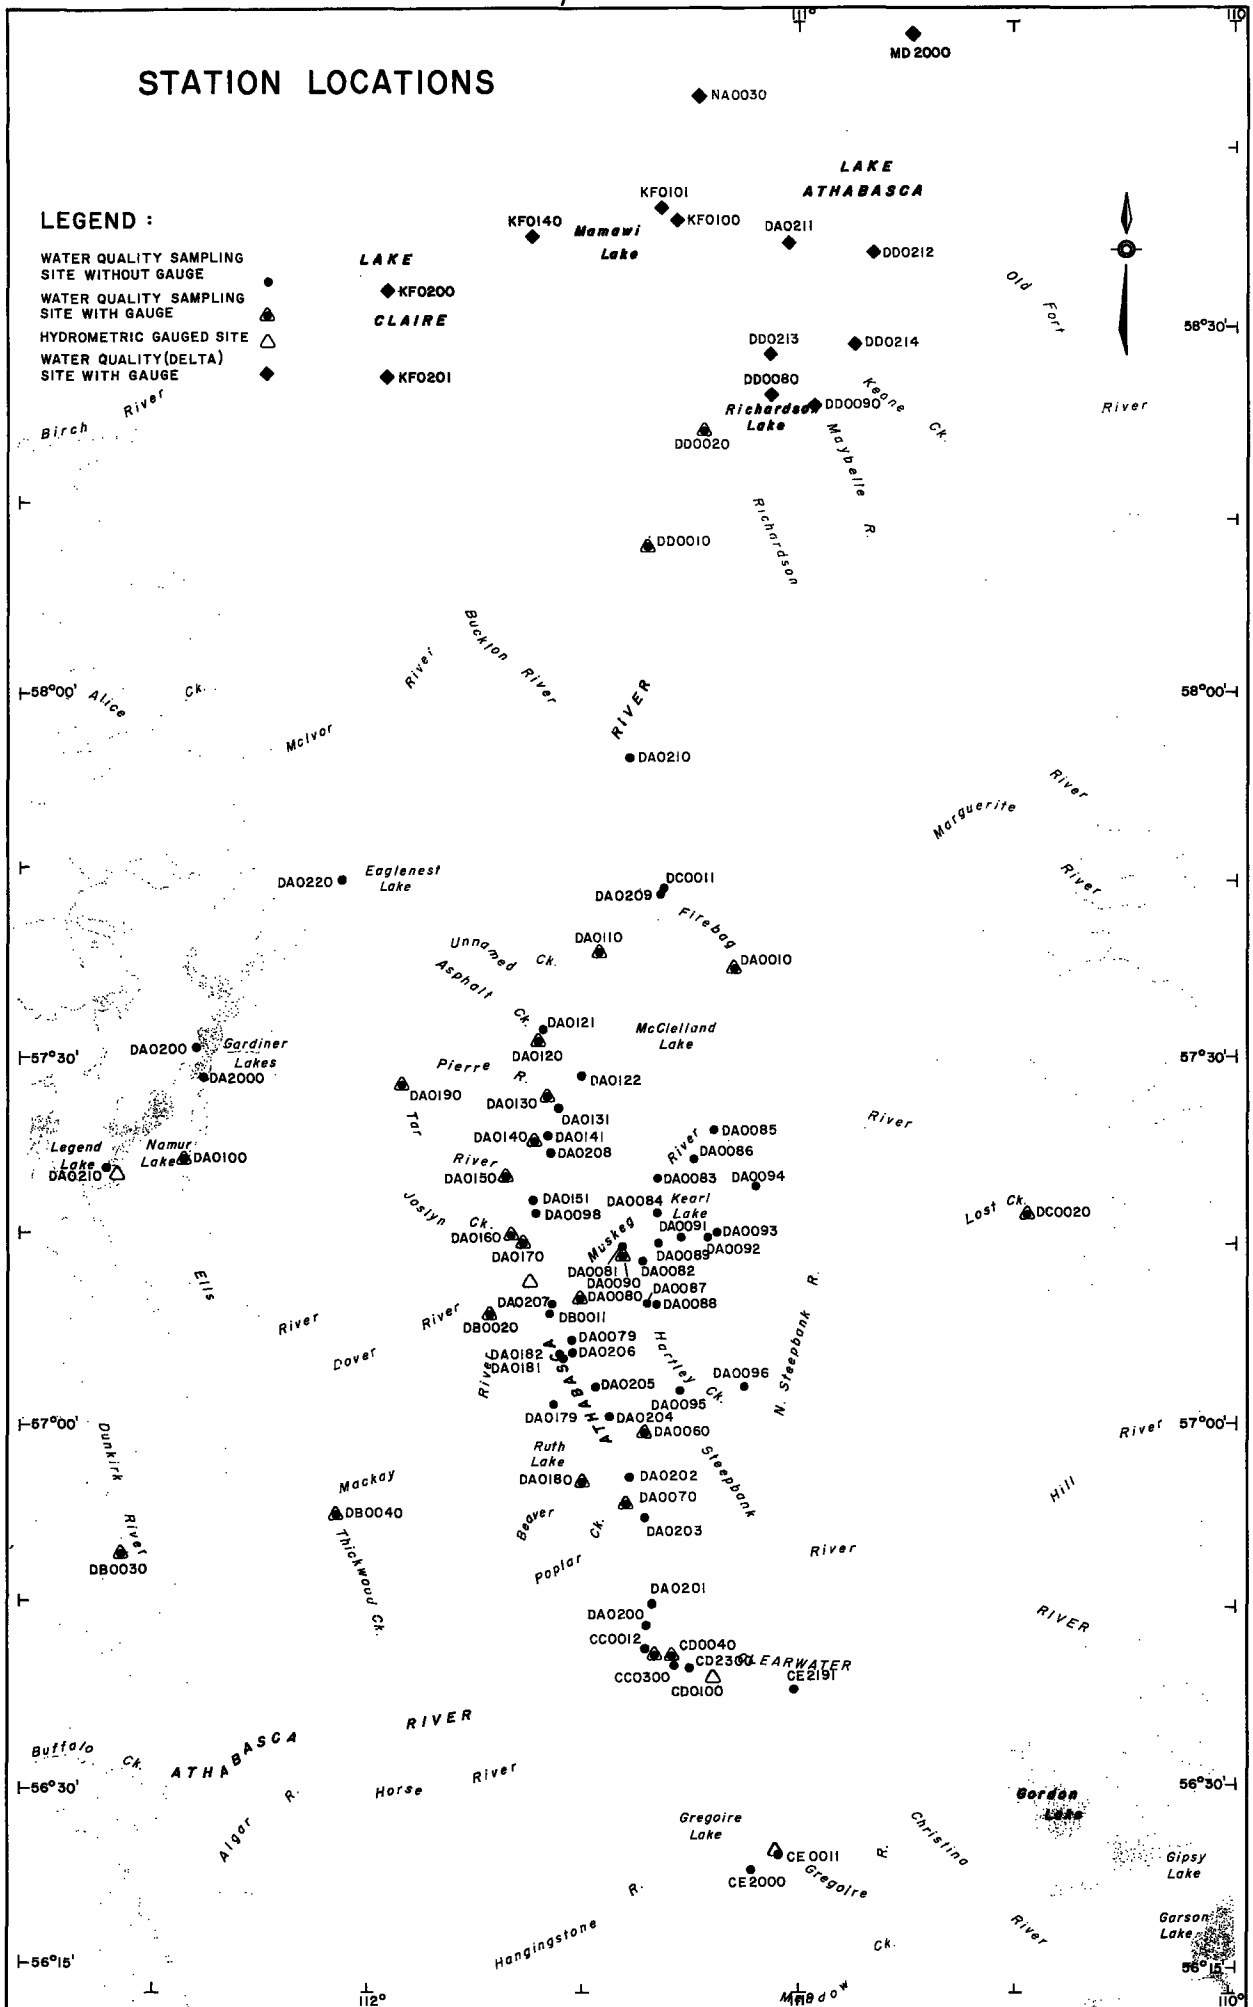 111°
110
MD2000
STATION LOCATIONS
NA0030
LAKE
ATHABASCA
KF0101
LEGEND :
KF0140
KF0100
Mamawi
Lake
DA0211
DD0212
WATER QUALITY SAMPLING
SITE WITHOUT GAUGE
LAKE
KF0200
CLAIRE
WATER QUALITY SAMPLING
SITE WITH GAUGE
HYDROMETRIC GAUGED SITE
WATER QUALITY(DELTA)
SITE WITH GAUGE
KF0201
Old Fort
58°30'
DD0213
DD0214
DD0080
Keane Ck.
Richardson
Lake
DD0090
River
Birch River
DD0020
Maybelle R.
Richardson
DD0010
Buckton River
River
58°00'
Alice Ck.
58°00'
RIVER
McIvor
DA0210
River
Marguerite
DA0220
Eaglenest
Lake
DC0011
DA0209
River
Firebag
DA0110
Unnamed Ck.
Asphalt Ck.
DA0010
DA0121
McClelland
Lake
DA0120
DA0200
Gardiner
Lakes
57°30'
57°30'
DA2000
Pierre R.
DA0122
DA0190
DA0130
DA0131
Tar
River
DA0085
DA0140
DA0141
DA0208
River
DA0086
Legend
Lake
Namur
Lake
DA0100
DA0210
River
DA0150
DA0083
DA0094
Joslyn Ck.
DA0151
DA0084
Kearl
Lake
DA0098
Lost Ck.
DC0020
DA0160
DA0170
Muskeg
DA0091
DA0093
DA0089
DA0092
DA0081
DA0082
DA0090
Ells
DA0080
DA0087
DA0088
N. Steepbank R.
DA0207
DB0011
DB0020
River
River
Dover
DA0079
DA0206
DA0182
DA0181
River
ATHABASCA
Hartley Ck.
DA0096
DA0205
DA0095
DA0179
DA0204
57°00'
57°00'
River
DA0060
Dunkirk
River
Ruth
Lake
Steepbank
DA0180
DA0202
Mackay
DA0070
Hill
DB0040
Beaver
Ck.
DA0203
DB0030
Thickwood Ck.
Poplar
River
DA0201
RIVER
DA0200
CC0012
CD0040
CD2300
CLEARWATER
CC0300
CD0100
CE2191
RIVER
Buffalo Ck.
ATHABASCA
56°30'
River
Horse
56°30'
Algar R.
Gordon
Lake
Gregoire
Lake
Christina
R.
CE0011
Gipsy
Lake
CE2000
Gregoire
R.
Garson
Lake
River
Hangingstone
Ck.
56°15'
56°15'
112°
Meadow
111°
110°